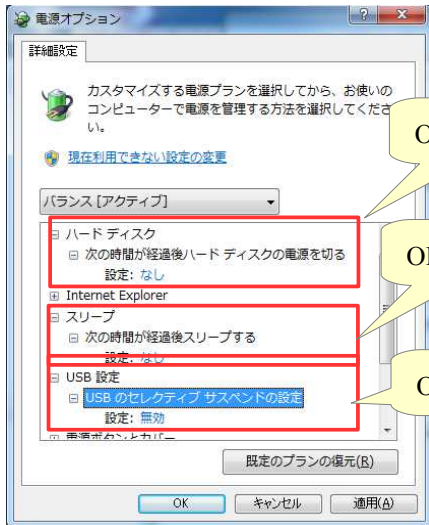 電源オプション
詳細設定
カスタマイズする電源プランを選択してから、お使いの
コンピューターで電源を管理する方法を選択してくださ
い。
現在利用できない設定の変更
バランス [アクティブ]
ハード ディスク
次の時間が経過後ハード ディスクの電源を切る
設定: なし
Internet Explorer
スリープ
次の時間が経過後スリープする
設定: なし
USB 設定
USB のセレクティブ サスペンドの設定
設定: 無効
電源ボタンとカバー
既定のプランの復元(R)
OK
キャンセル
適用(A)